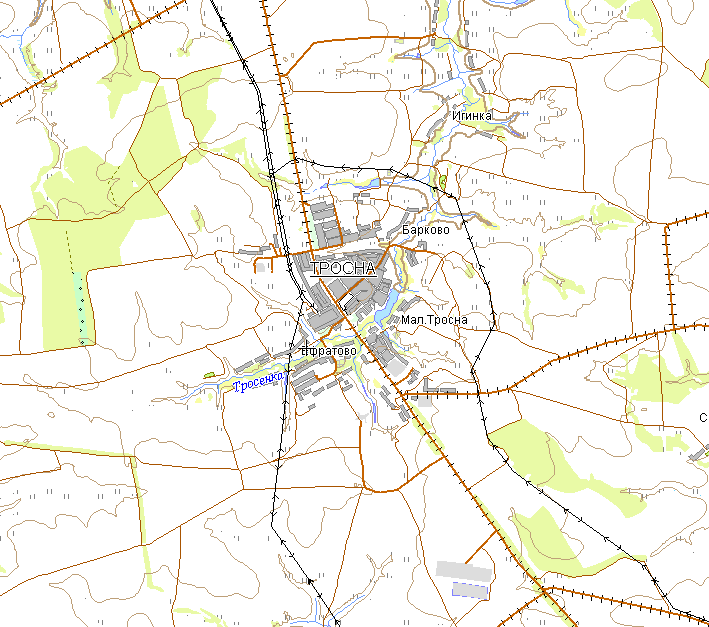 Игинка
Барково
ТРОСНА
Мал.Тросна
Ефратово
Тросенка
С